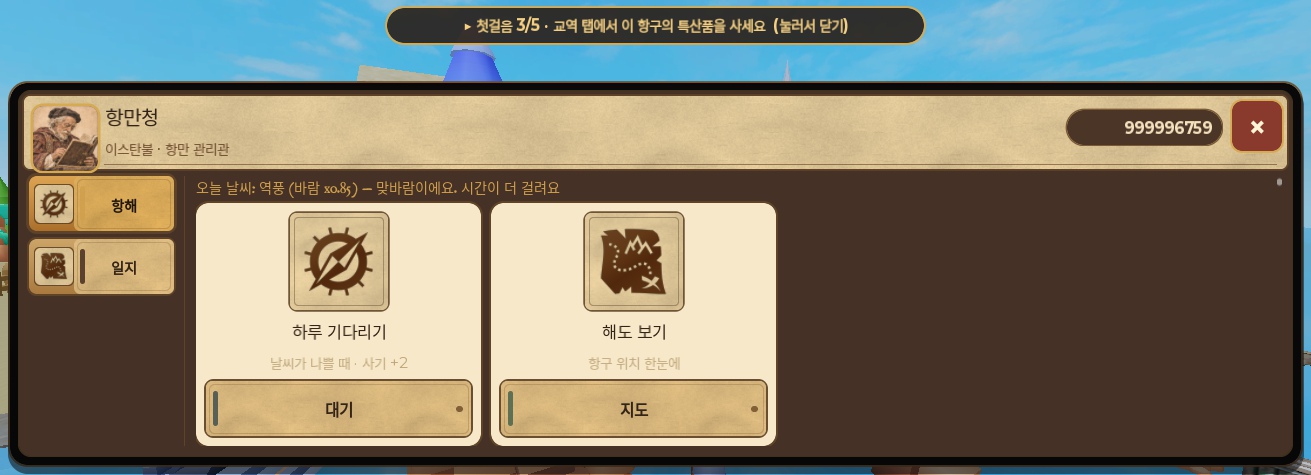 ▸ 첫걸음 3/5 · 교역 탭에서 이 항구의 특산품을 사세요 (눌러서 닫기)
항만청
이스탄불 · 항만 관리관
999996759
×
항해
일지
오늘 날씨: 역풍 (바람 x0.85) — 맞바람이에요. 시간이 더 걸려요
하루 기다리기
날씨가 나쁠 때 · 사기 +2
대기
해도 보기
항구 위치 한눈에
지도